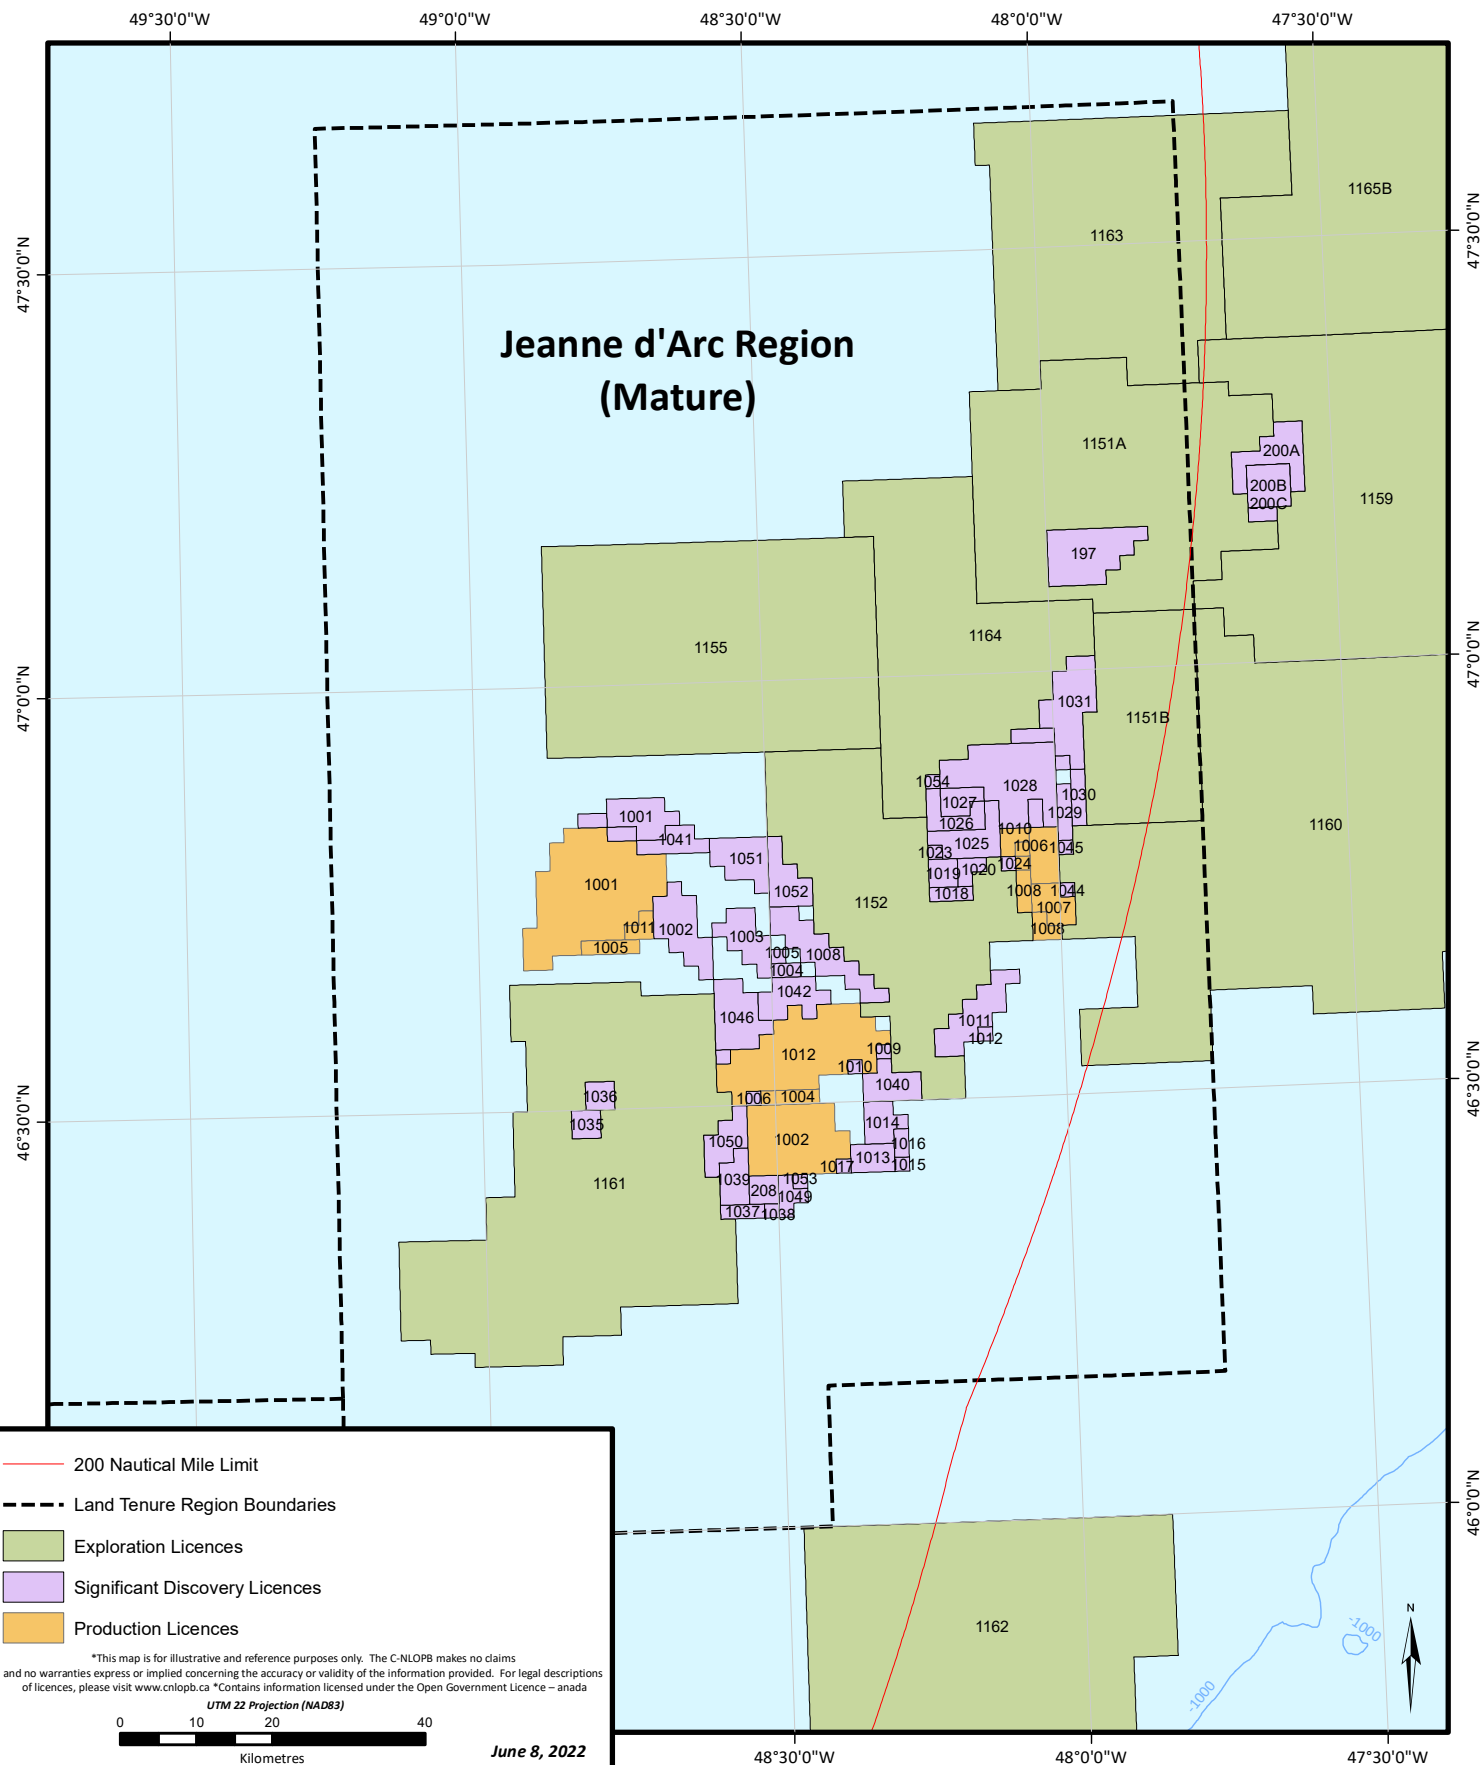 49°30'0"W 49°0'0"W 48°30'0"W 48°0'0"W 47°30'0"W
1165B
47°30'0"N
1163
47°30'0"N
Jeanne d'Arc Region
(Mature)
1151A
200A
200B
200C
1159
197
1164
1155
47°0'0"N
47°0'0"N
1031
1151B
1054
1028
1027
1030
1029
1001
1026
1010
1160
1041
1025
1006
1045
1023
1051
1024
1020
1019
1001
1052
1018
1008
1044
1152
1007
1011
1002
1003
1008
1005
1005
1008
1004
1042
1046
1011
1012
1012
1009
1010
1040
46°30'0"N
1036
1006
1004
46°30'0"N
1035
1014
1050
1002
1016
1013
1017
1015
1161
1039
1053
208
1049
1037
1038
200 Nautical Mile Limit
Land Tenure Region Boundaries
46°0'0"N
Exploration Licences
Significant Discovery Licences
Production Licences
1162
N
-1000
-1000
*This map is for illustrative and reference purposes only. The C-NLOPB makes no claims
and no warranties express or implied concerning the accuracy or validity of the information provided. For legal descriptions
of licences, please visit www.cnlopb.ca *Contains information licensed under the Open Government Licence – anada
UTM 22 Projection (NAD83)
0 10 20 40
Kilometres
June 8, 2022
48°30'0"W 48°0'0"W 47°30'0"W